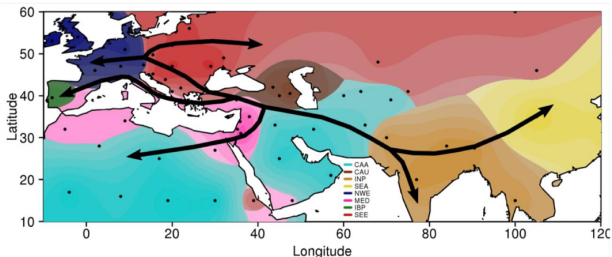 60
50
40
30
20
10
Latitude
0
20
40
60
80
100
120
Longitude
CAA
CAU
INP
SEA
NWE
MED
IBP
SEE